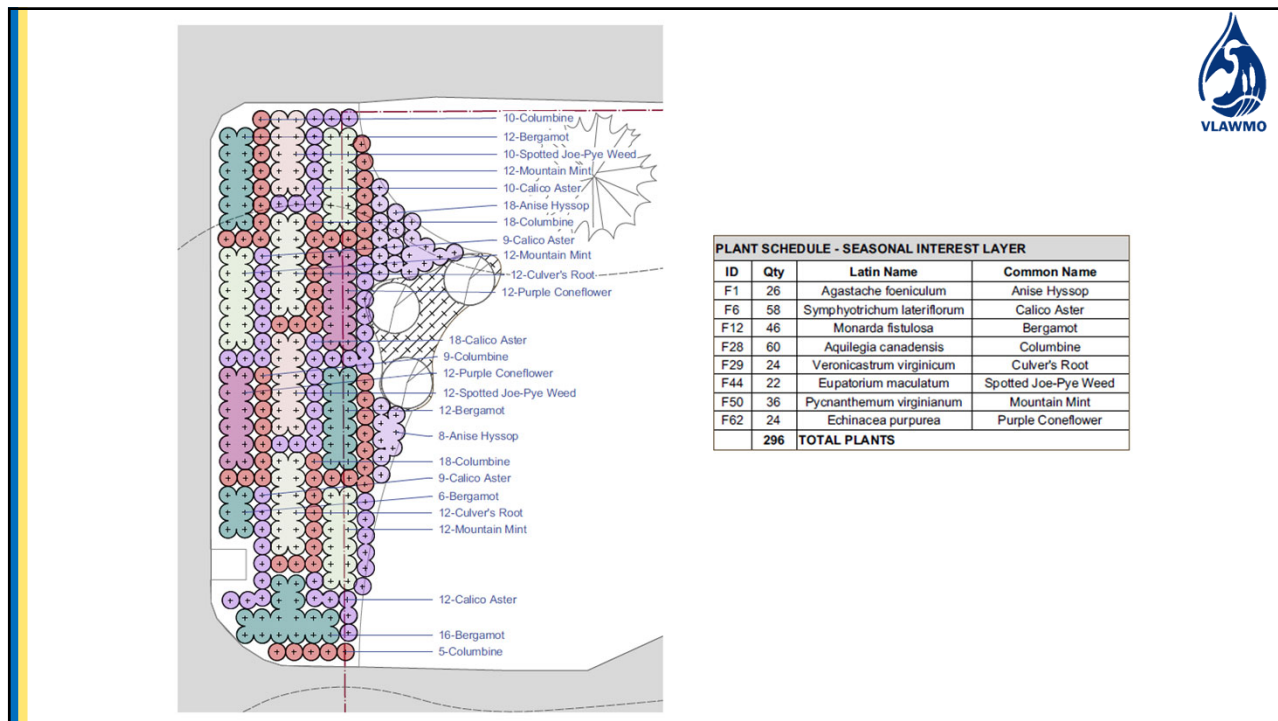 VLAWMO
10-Columbine
12-Bergamot
10-Spotted Joe-Pye Weed
12-Mountain Mint
10-Calico Aster
18-Anise Hyssop
18-Columbine
9-Calico Aster
12-Mountain Mint
12-Culver's Root
12-Purple Coneflower
18-Calico Aster
9-Columbine
12-Purple Coneflower
12-Spotted Joe-Pye Weed
12-Bergamot
8-Anise Hyssop
18-Columbine
9-Calico Aster
6-Bergamot
12-Culver's Root
12-Mountain Mint
12-Calico Aster
16-Bergamot
5-Columbine
PLANT SCHEDULE - SEASONAL INTEREST LAYER
ID Qty Latin Name Common Name
F1 26 Agastache foeniculum Anise Hyssop
F6 58 Symphyotrichum lateriflorum Calico Aster
F12 46 Monarda fistulosa Bergamot
F28 60 Aquilegia canadensis Columbine
F29 24 Veronicastrum virginicum Culver's Root
F44 22 Eupatorium maculatum Spotted Joe-Pye Weed
F50 36 Pycnanthemum virginianum Mountain Mint
F62 24 Echinacea purpurea Purple Coneflower
296 TOTAL PLANTS